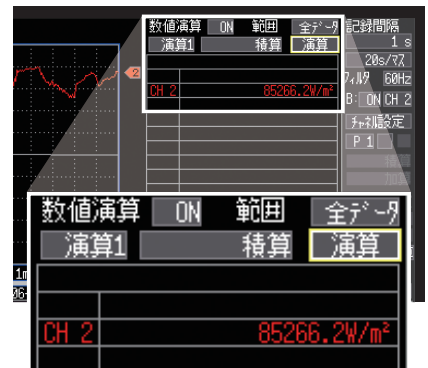 数値演算 ON 範囲 全ﾃﾞｰﾀ
演算1 積算 演算
CH 2 85266.2W/m²
記録間隔
1 s
20s/ﾏｽ
ﾌｨﾙﾀ 60Hz
B: ON CH 2
ﾁｬﾈﾙ設定
P 1
2
数値演算 ON 範囲 全ﾃﾞｰﾀ
演算1 積算 演算
CH 2 85266.2W/m²